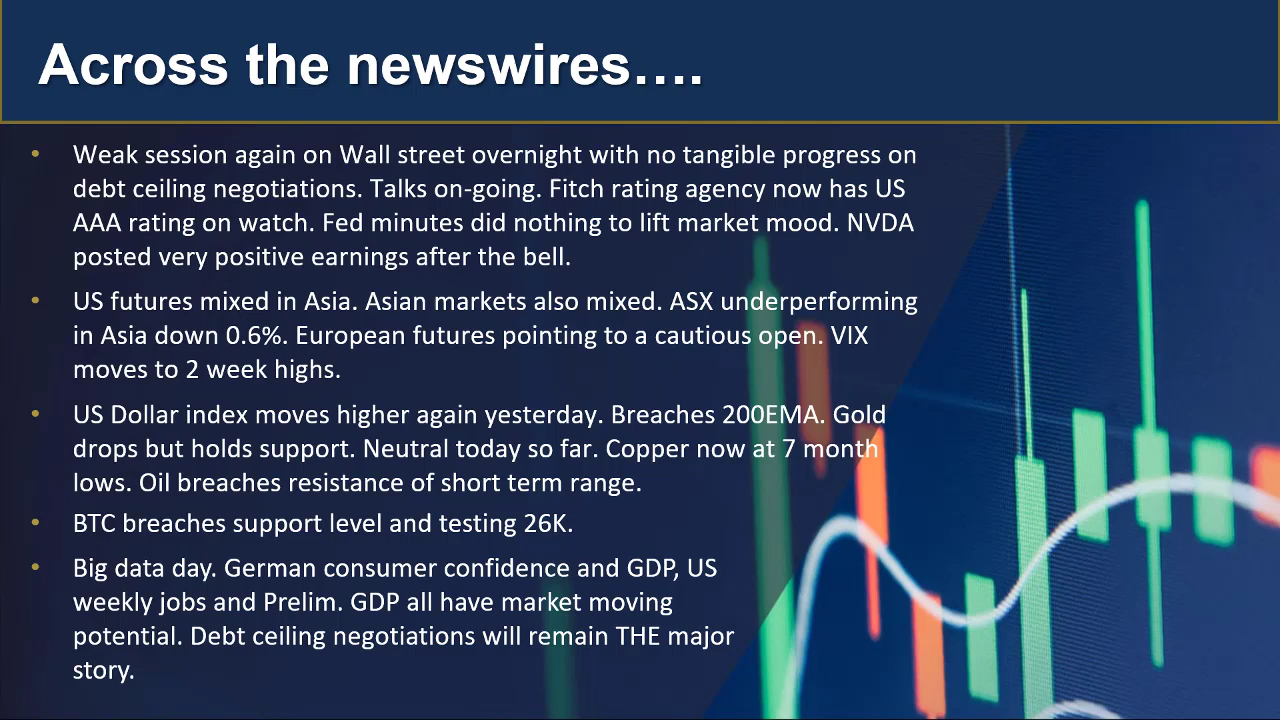 Across the newswires….
• Weak session again on Wall street overnight with no tangible progress on
debt ceiling negotiations. Talks on-going. Fitch rating agency now has US
AAA rating on watch. Fed minutes did nothing to lift market mood. NVDA
posted very positive earnings after the bell.
• US futures mixed in Asia. Asian markets also mixed. ASX underperforming
in Asia down 0.6%. European futures pointing to a cautious open. VIX
moves to 2 week highs.
• US Dollar index moves higher again yesterday. Breaches 200EMA. Gold
drops but holds support. Neutral today so far. Copper now at 7 month
lows. Oil breaches resistance of short term range.
• BTC breaches support level and testing 26K.
• Big data day. German consumer confidence and GDP, US
weekly jobs and Prelim. GDP all have market moving
potential. Debt ceiling negotiations will remain THE major
story.